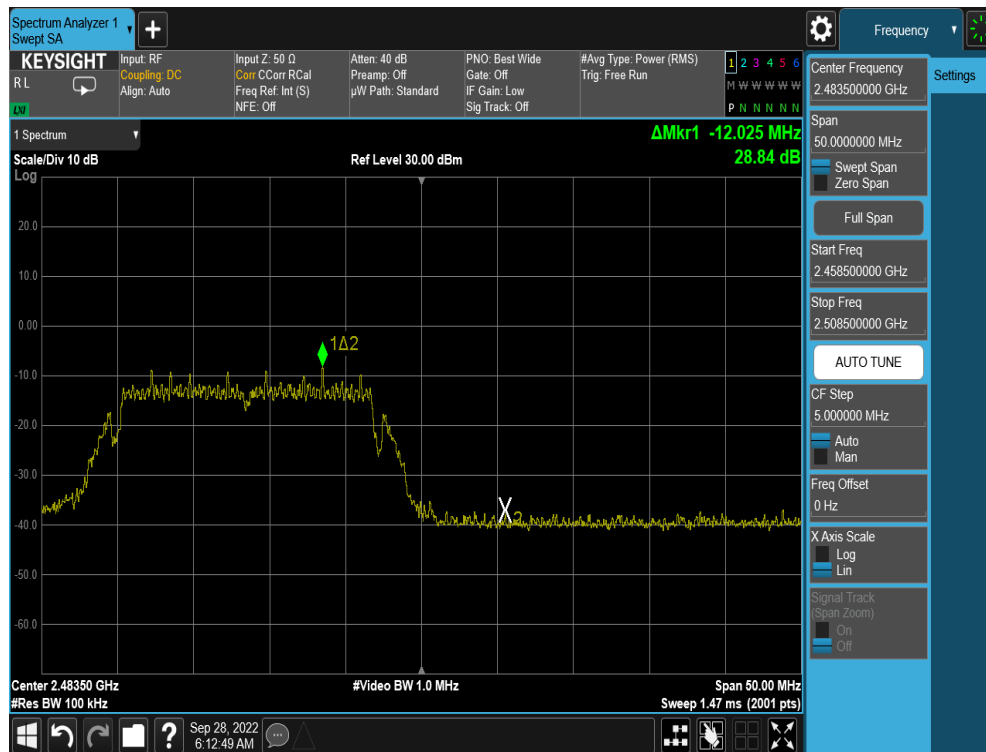 Spectrum Analyzer 1
Swept SA
+
Frequency
KEYSIGHT
R L
LXI
Input: RF
Coupling: DC
Align: Auto
Input Z: 50 Ω
Corr CCorr RCal
Freq Ref: Int (S)
NFE: Off
Atten: 40 dB
Preamp: Off
µW Path: Standard
PNO: Best Wide
Gate: Off
IF Gain: Low
Sig Track: Off
#Avg Type: Power (RMS)
Trig: Free Run
1 2 3 4 5 6
M W W W W W
P N N N N N
1 Spectrum
ΔMkr1 -12.025 MHz
28.84 dB
Scale/Div 10 dB
Ref Level 30.00 dBm
Log
20.0
10.0
0.00
-10.0
-20.0
-30.0
-40.0
-50.0
-60.0
1Δ2
X2
Center 2.48350 GHz
#Video BW 1.0 MHz
Span 50.00 MHz
#Res BW 100 kHz
Sweep 1.47 ms (2001 pts)
Center Frequency
2.483500000 GHz
Settings
Span
50.0000000 MHz
Swept Span
Zero Span
Full Span
Start Freq
2.458500000 GHz
Stop Freq
2.508500000 GHz
AUTO TUNE
CF Step
5.000000 MHz
Auto
Man
Freq Offset
0 Hz
X Axis Scale
Log
Lin
Signal Track
(Span Zoom)
On
Off
?
Sep 28, 2022
6:12:49 AM